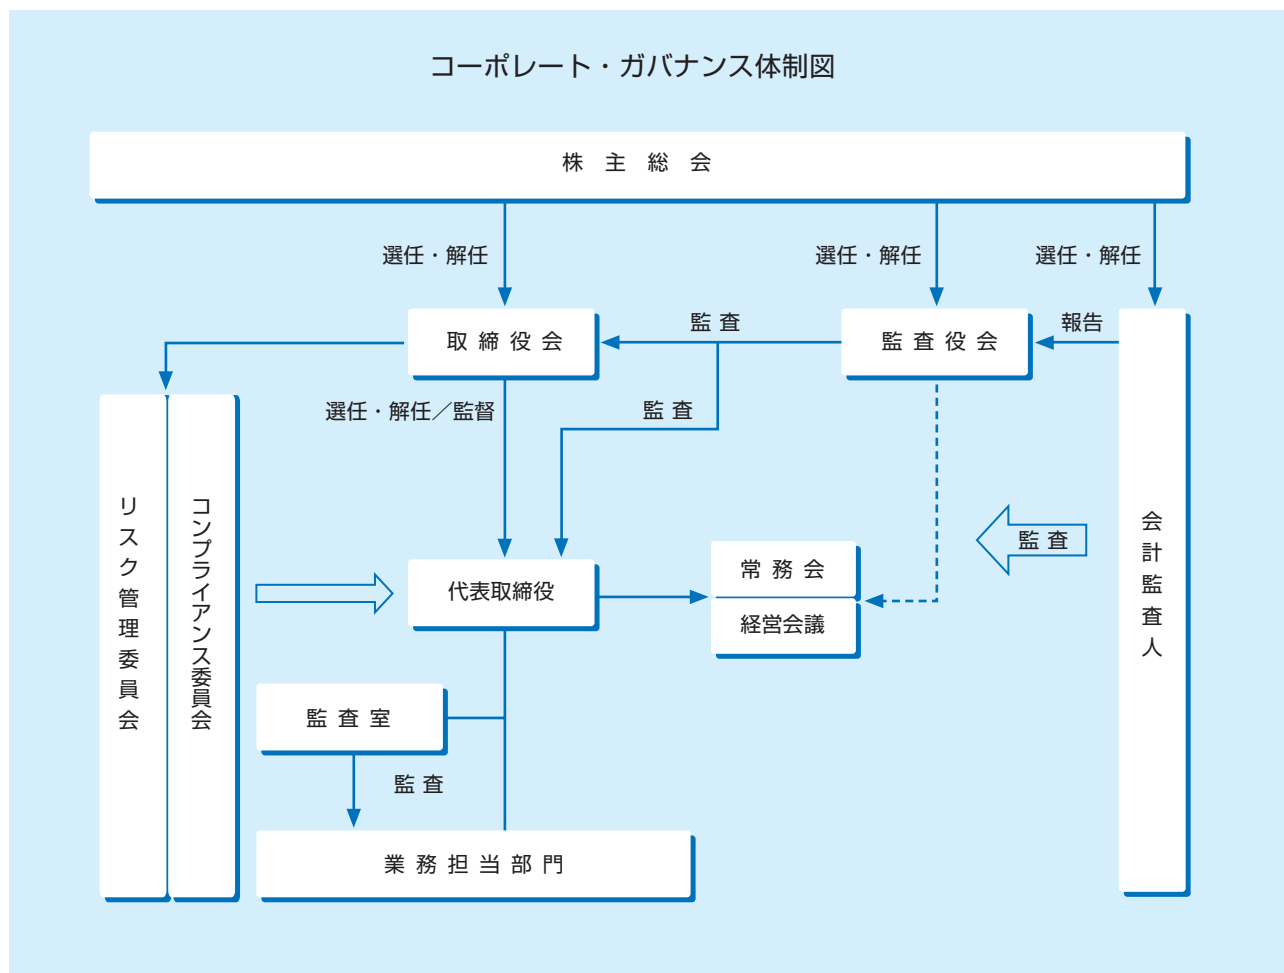 コーポレート・ガバナンス体制図
株主総会
選任・解任
選任・解任
選任・解任
取締役会
監査
監査役会
報告
選任・解任／監督
監査
リスク管理委員会
コンプライアンス委員会
会計監査人
監査
常務会
経営会議
代表取締役
監査室
監査
業務担当部門